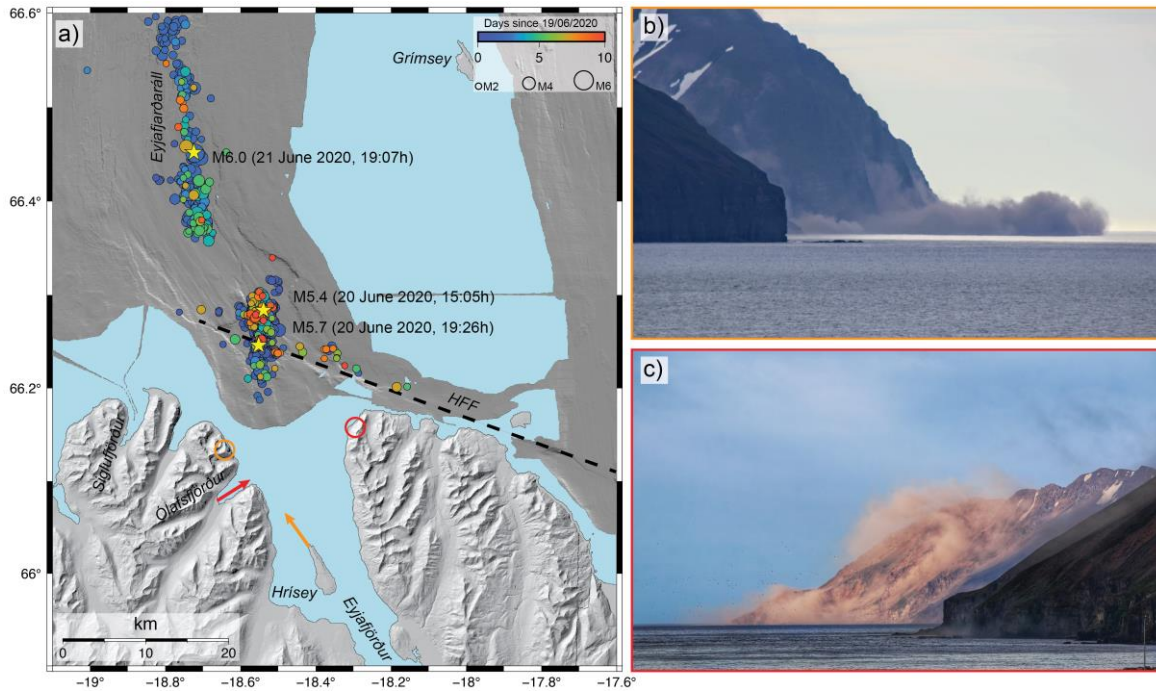 a)
Days since 19/06/2020
0 5 10
M2 M4 M6
Grímsey
Eyjafjarðaráll
M6.0 (21 June 2020, 19:07h)
M5.4 (20 June 2020, 15:05h)
M5.7 (20 June 2020, 19:26h)
HFF
Siglufjörður
Ólafsfjörður
Hrísey
Eyjafjörður
66.6°
66.4°
66.2°
66°
km
0 10 20
−19° −18.8° −18.6° −18.4° −18.2° −18° −17.8° −17.6°
b)
c)